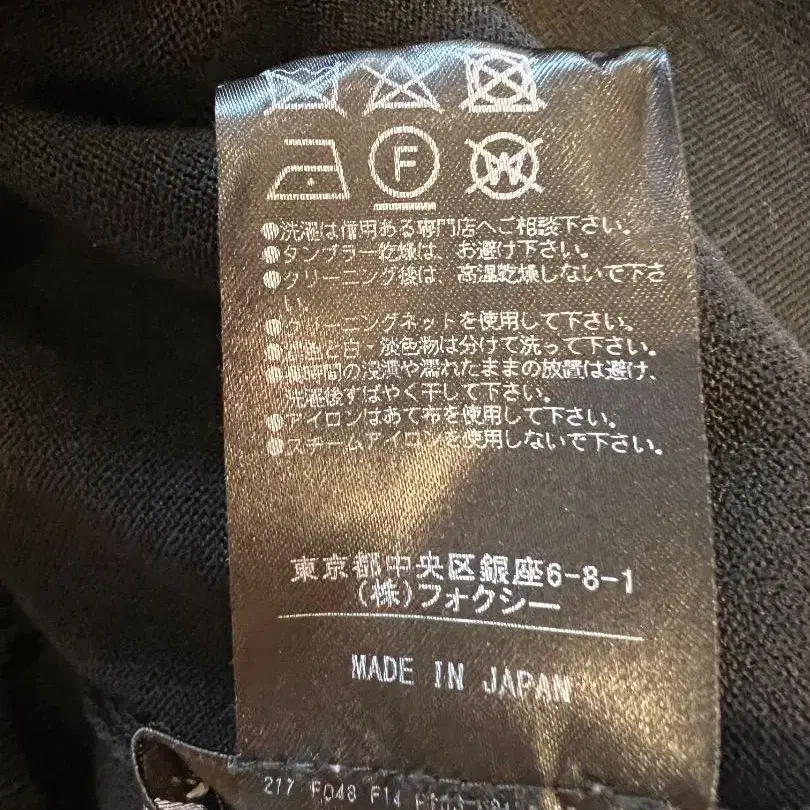 F
W
●洗濯は信用ある専門店へご相談下さい。
●タンブラー乾燥は、お避け下さい。
●クリーニング後は、高温乾燥しないで下さ
い。
●クリーニングネットを使用して下さい。
●色と白・淡色物は分けて洗って下さい。
●長時間の浸漬や濡れたままの放置は避け、
洗濯後すばやく干して下さい。
●アイロンはあて布を使用して下さい。
●スチームアイロンを使用しないで下さい。
東京都中央区銀座6-8-1
(株)フォクシー
MADE IN JAPAN
217 F048 F14